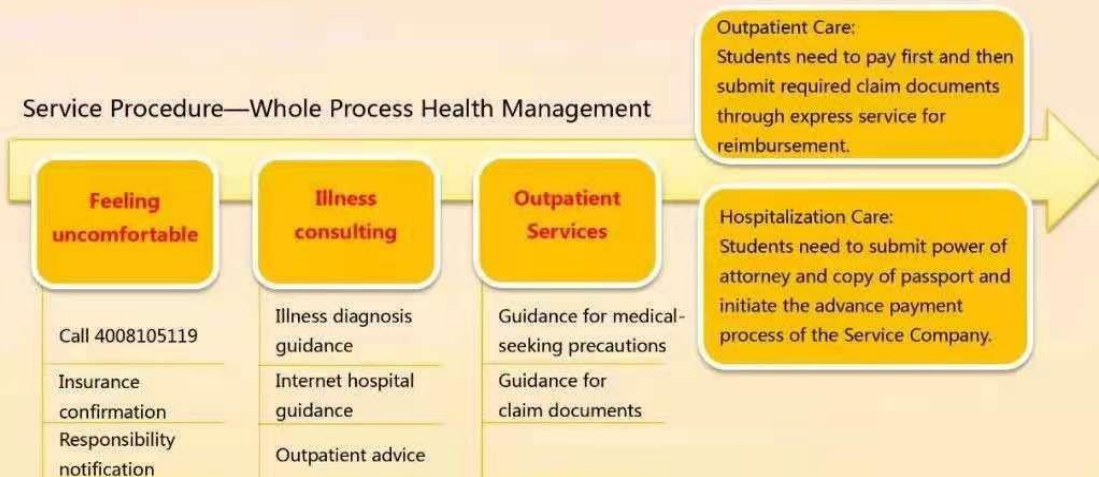 Service Procedure—Whole Process Health Management
Feeling
uncomfortable
Call 4008105119
Insurance
confirmation
Responsibility
notification
Illness
consulting
Illness diagnosis
guidance
Internet hospital
guidance
Outpatient advice
Outpatient
Services
Guidance for medical-
seeking precautions
Guidance for
claim documents
Outpatient Care:
Students need to pay first and then
submit required claim documents
through express service for
reimbursement.
Hospitalization Care:
Students need to submit power of
attorney and copy of passport and
initiate the advance payment
process of the Service Company.